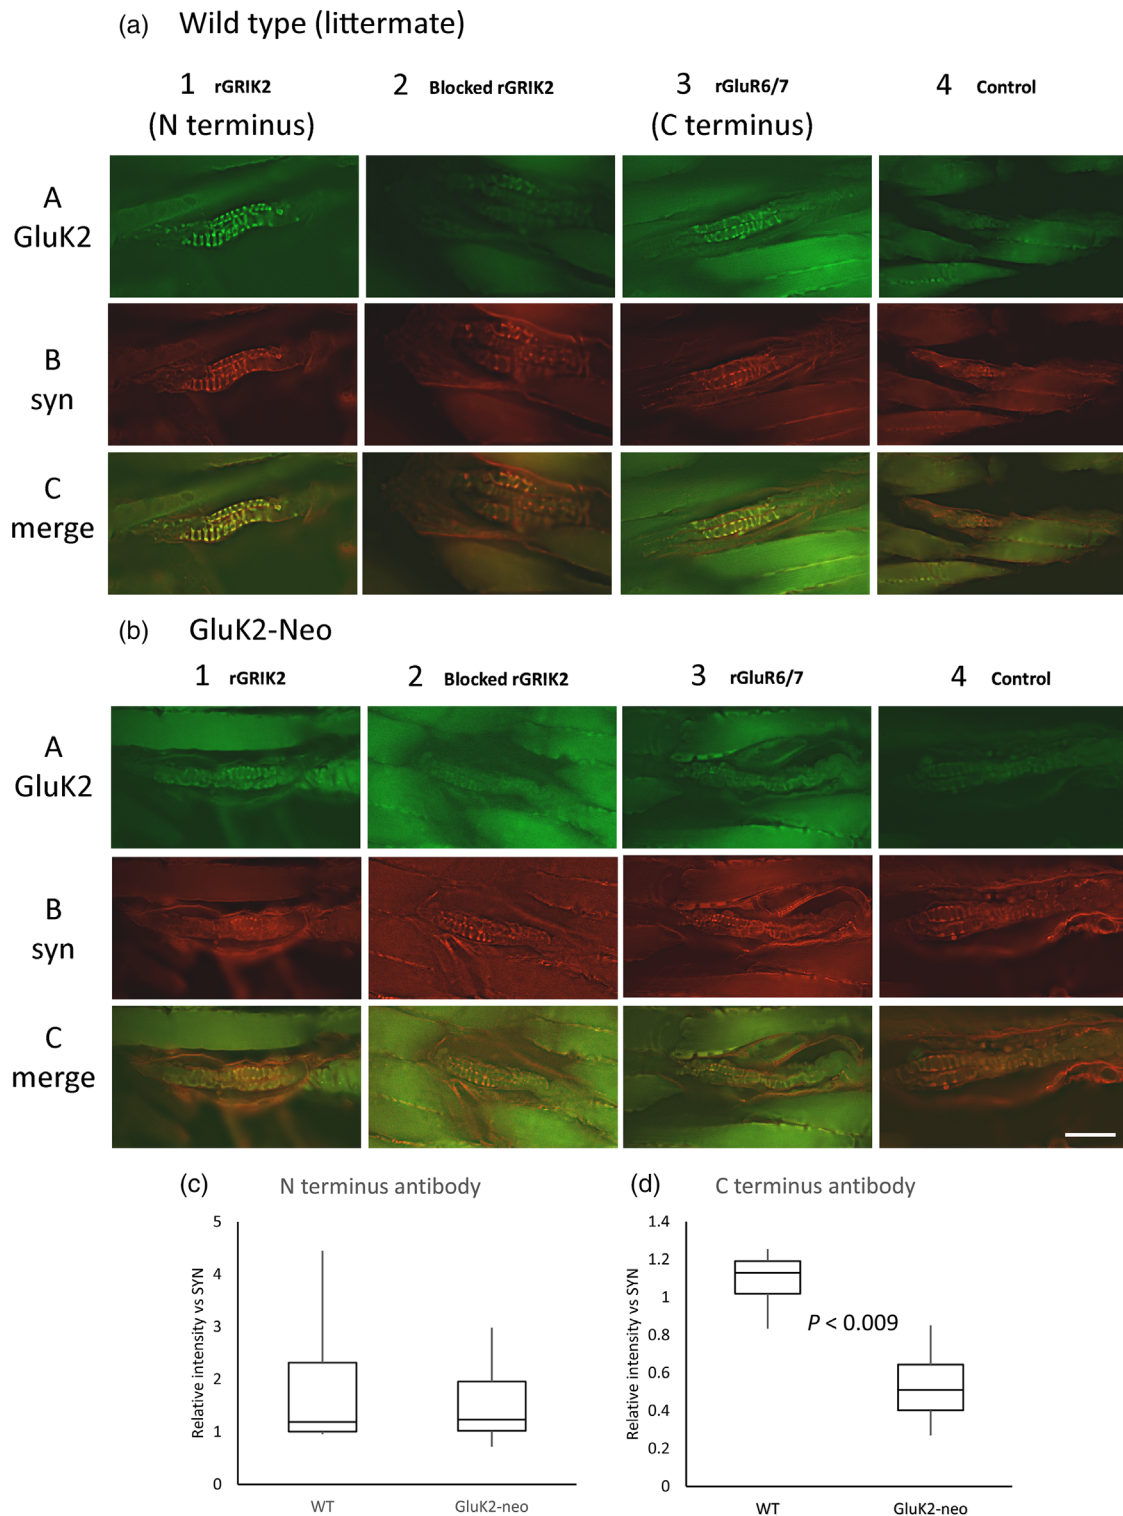 (a) Wild type (littermate)
1 rGRIK2 2 Blocked rGRIK2 3 rGluR6/7 4 Control
(N terminus) (C terminus)
A
GluK2
B
syn
C
merge
(b) GluK2-Neo
1 rGRIK2 2 Blocked rGRIK2 3 rGluR6/7 4 Control
A
GluK2
B
syn
C
merge
(c) N terminus antibody
Relative intensity vs SYN
5
4
3
2
1
0
WT GluK2-neo
(d) C terminus antibody
Relative intensity vs SYN
1.4
1.2
1
0.8
0.6
0.4
0.2
0
P < 0.009
WT GluK2-neo